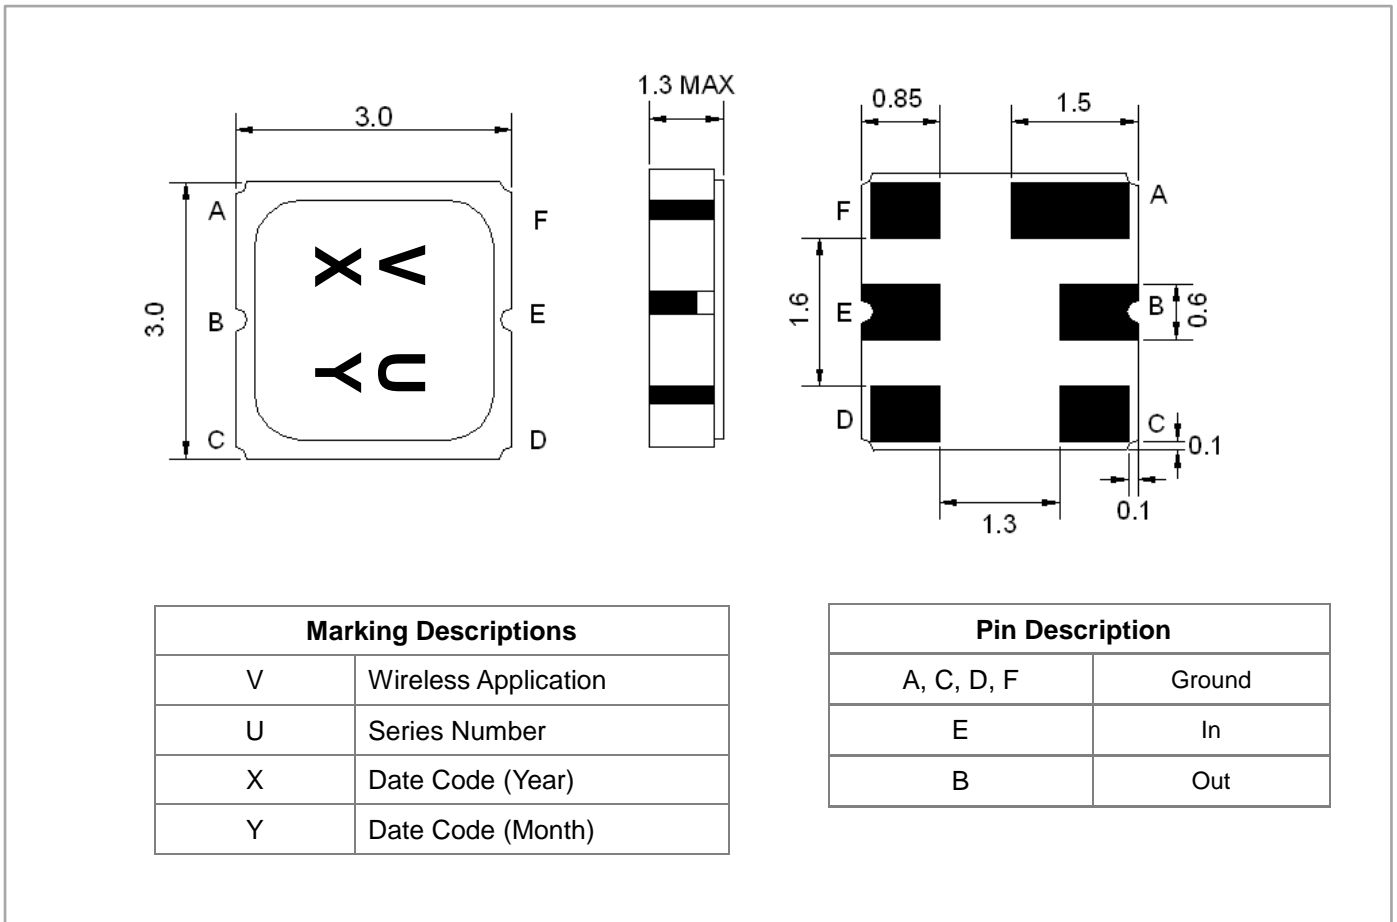 1.3 MAX
0.85
1.5
3.0
A
F
F
A
V
X
3.0
B
E
1.6
E
B
0.6
U
Y
C
D
D
C
0.1
1.3
0.1
Marking Descriptions
V Wireless Application
U Series Number
X Date Code (Year)
Y Date Code (Month)
Pin Description
A, C, D, F Ground
E In
B Out